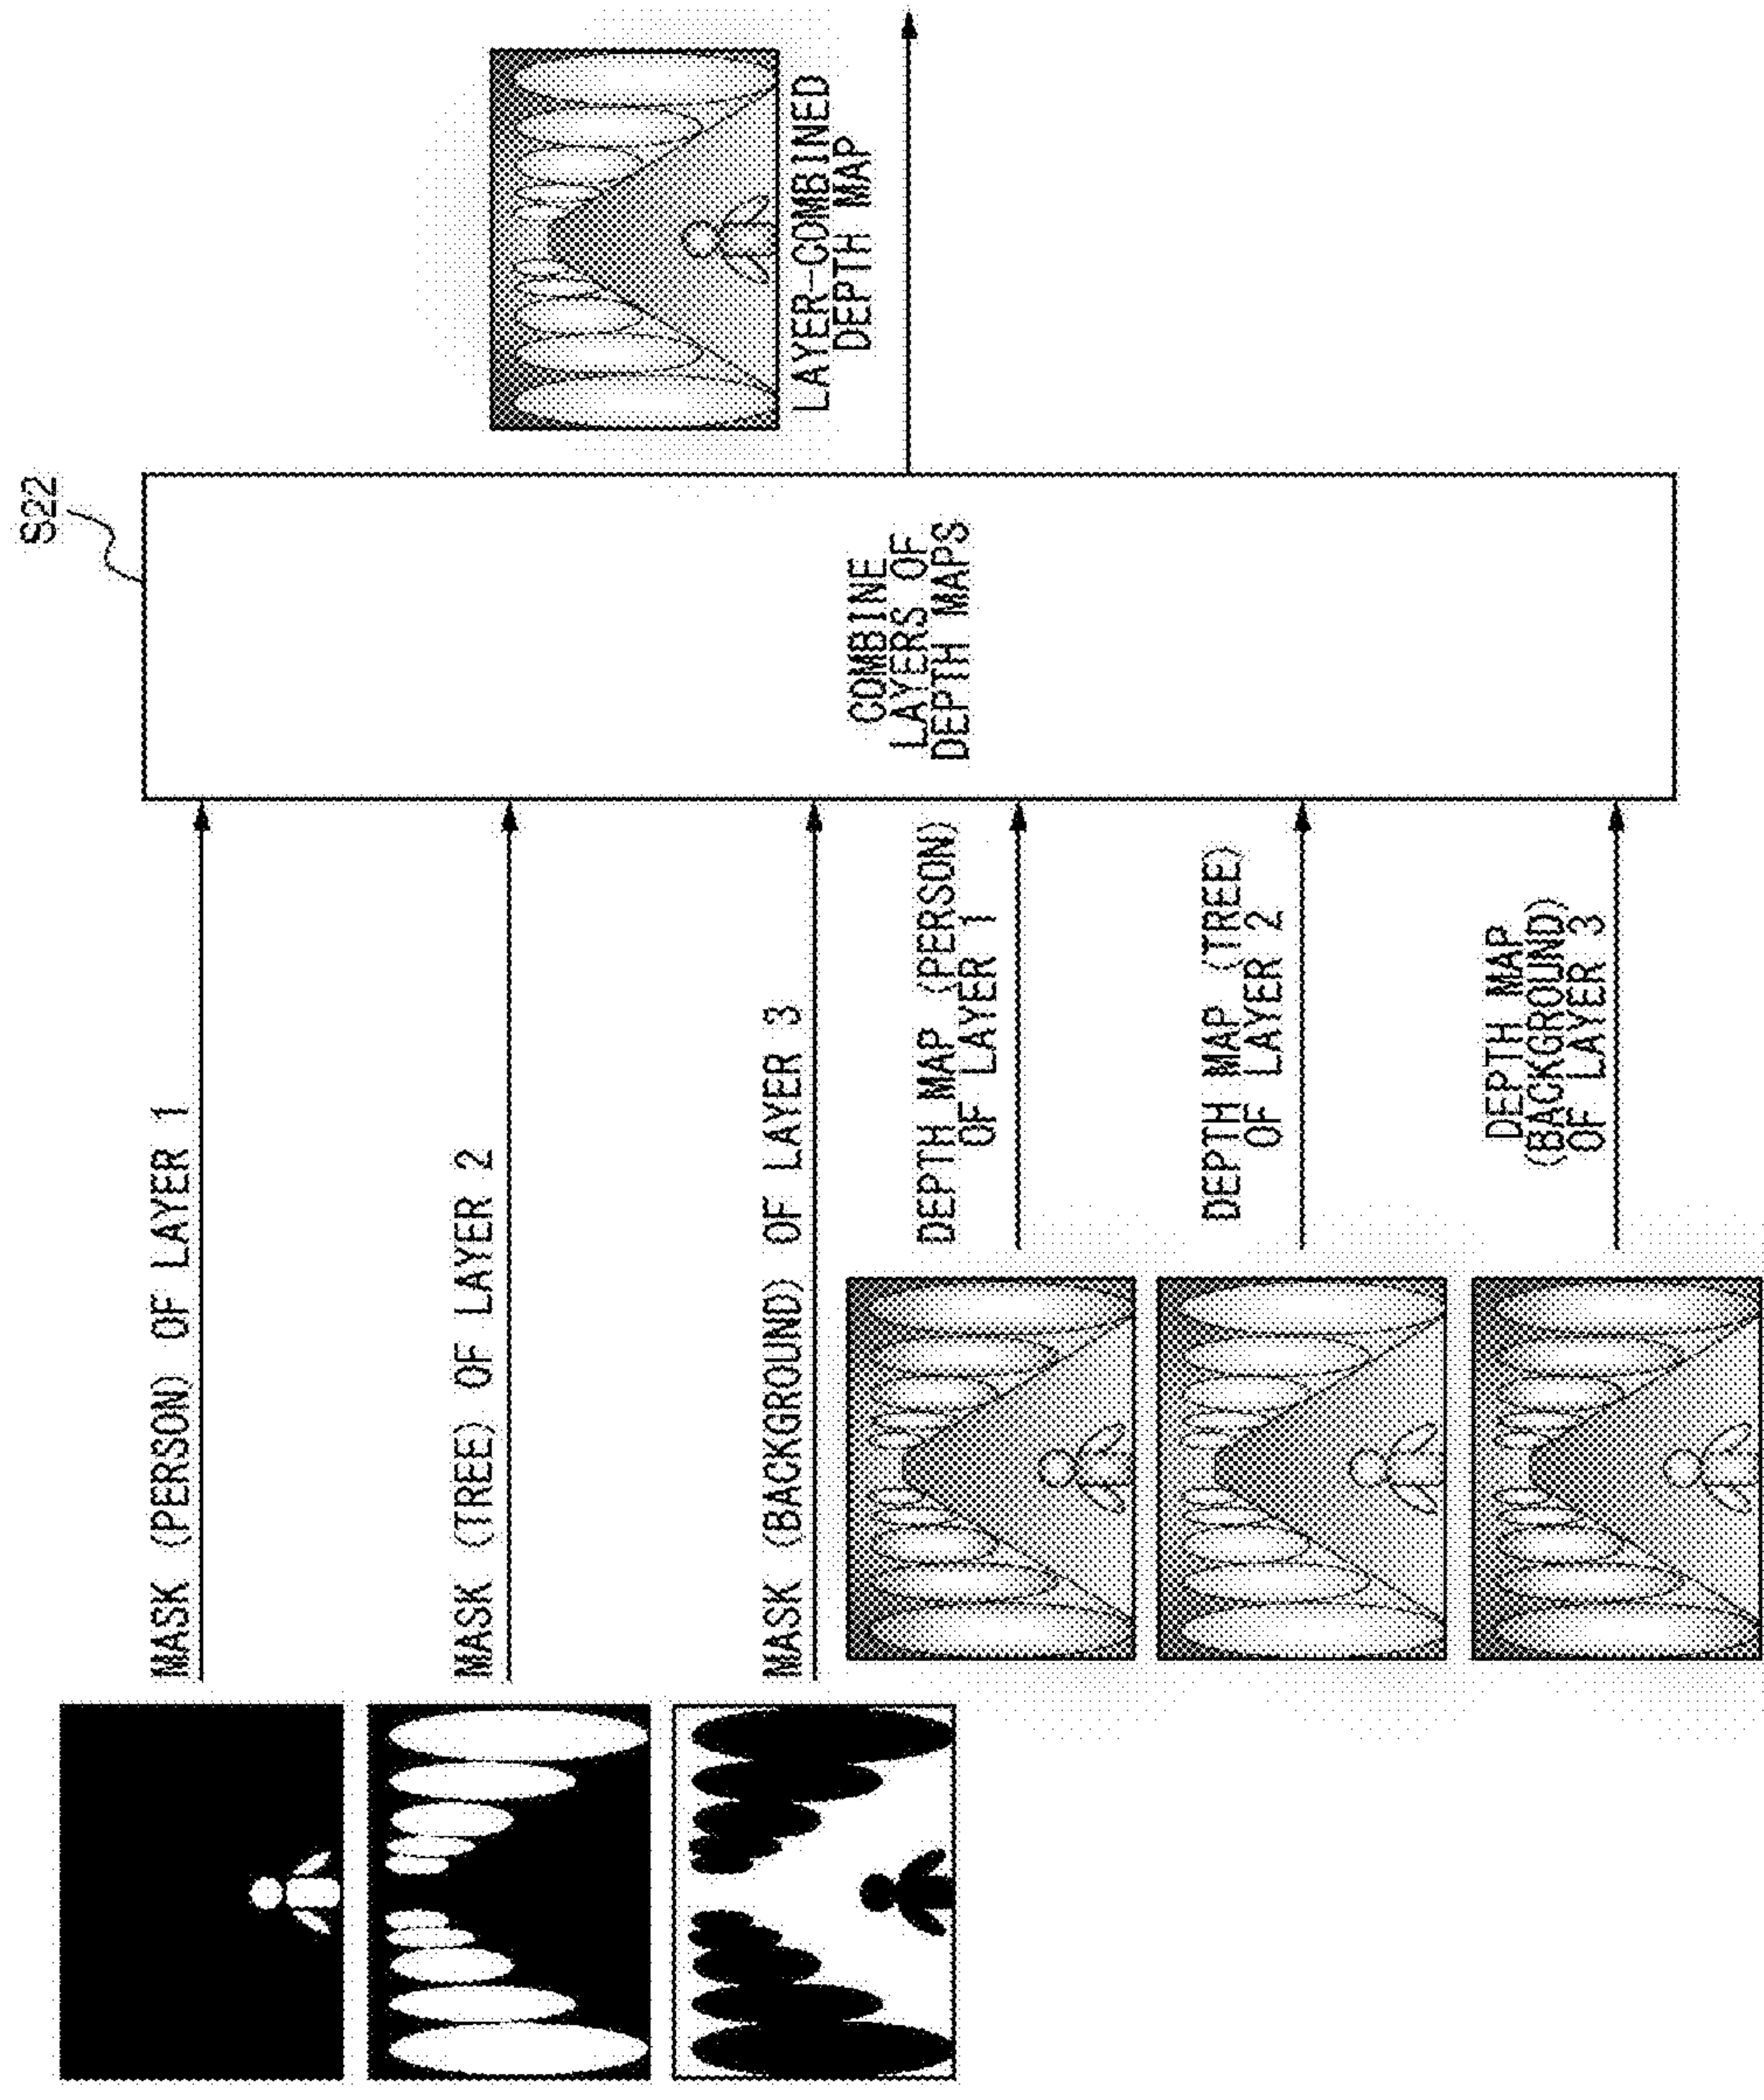 S22
MASK (PERSON) OF LAYER 1
MASK (TREE) OF LAYER 2
MASK (BACKGROUND) OF LAYER 3
DEPTH MAP (PERSON)
OF LAYER 1
DEPTH MAP (TREE)
OF LAYER 2
DEPTH MAP
(BACKGROUND)
OF LAYER 3
COMBINE
LAYERS OF
DEPTH MAPS
LAYER-COMBINED
DEPTH MAP